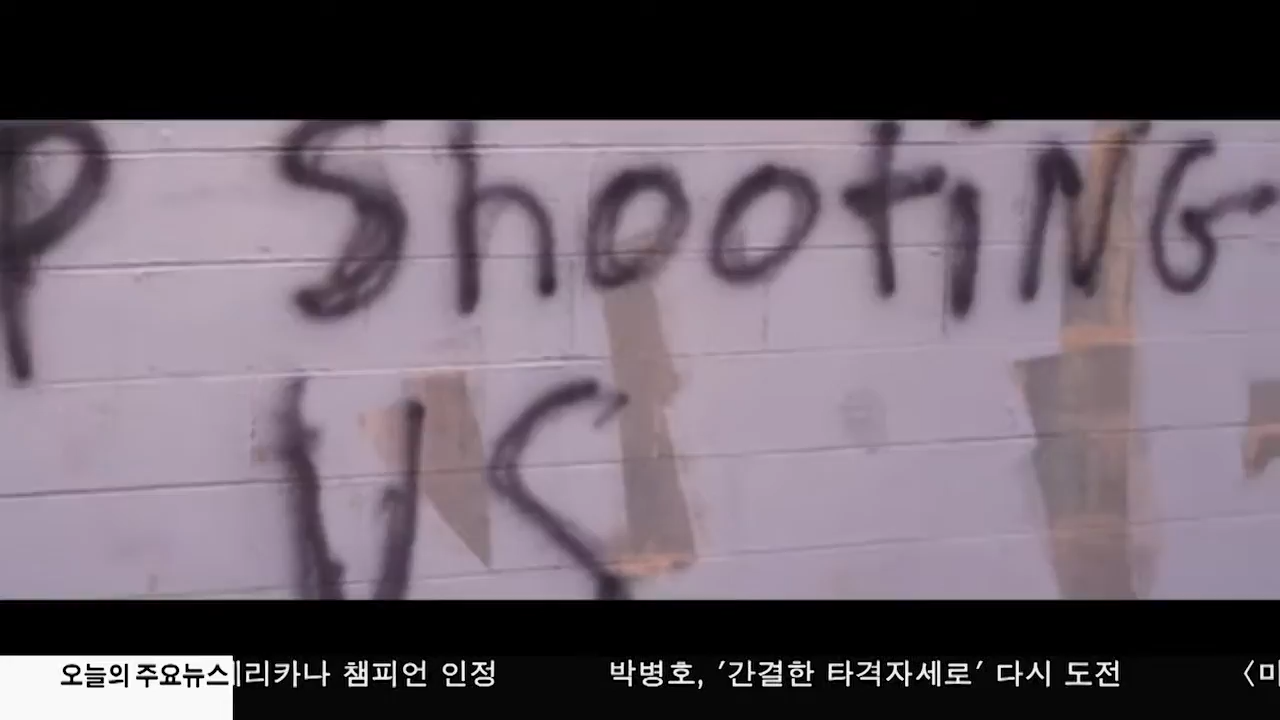 P ShootiNG
US
오늘의 주요뉴스 리카나 챔피언 인정 박병호, '간결한 타격자세로' 다시 도전 〈미